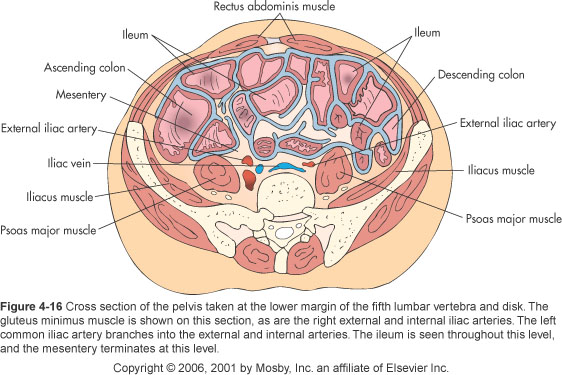 Rectus abdominis muscle
Ileum
Ileum
Ascending colon
Descending colon
Mesentery
External iliac artery
External iliac artery
Iliac vein
Iliacus muscle
Iliacus muscle
Psoas major muscle
Psoas major muscle
Figure 4-16 Cross section of the pelvis taken at the lower margin of the fifth lumbar vertebra and disk. The
gluteus minimus muscle is shown on this section, as are the right external and internal iliac arteries. The left
common iliac artery branches into the external and internal arteries. The ileum is seen throughout this level,
and the mesentery terminates at this level.
Copyright © 2006, 2001 by Mosby, Inc. an affiliate of Elsevier Inc.